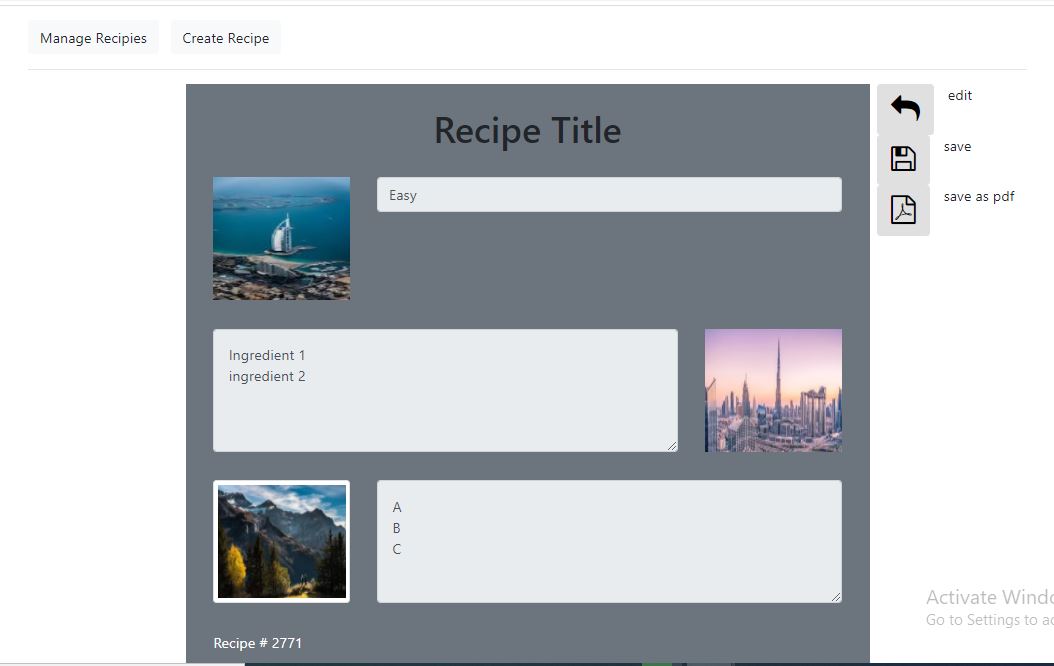 Manage Recipies Create Recipe
Recipe Title
edit
save
save as pdf
Easy
Ingredient 1
ingredient 2
A
B
C
Recipe # 2771
Activate Windo
Go to Settings to ac